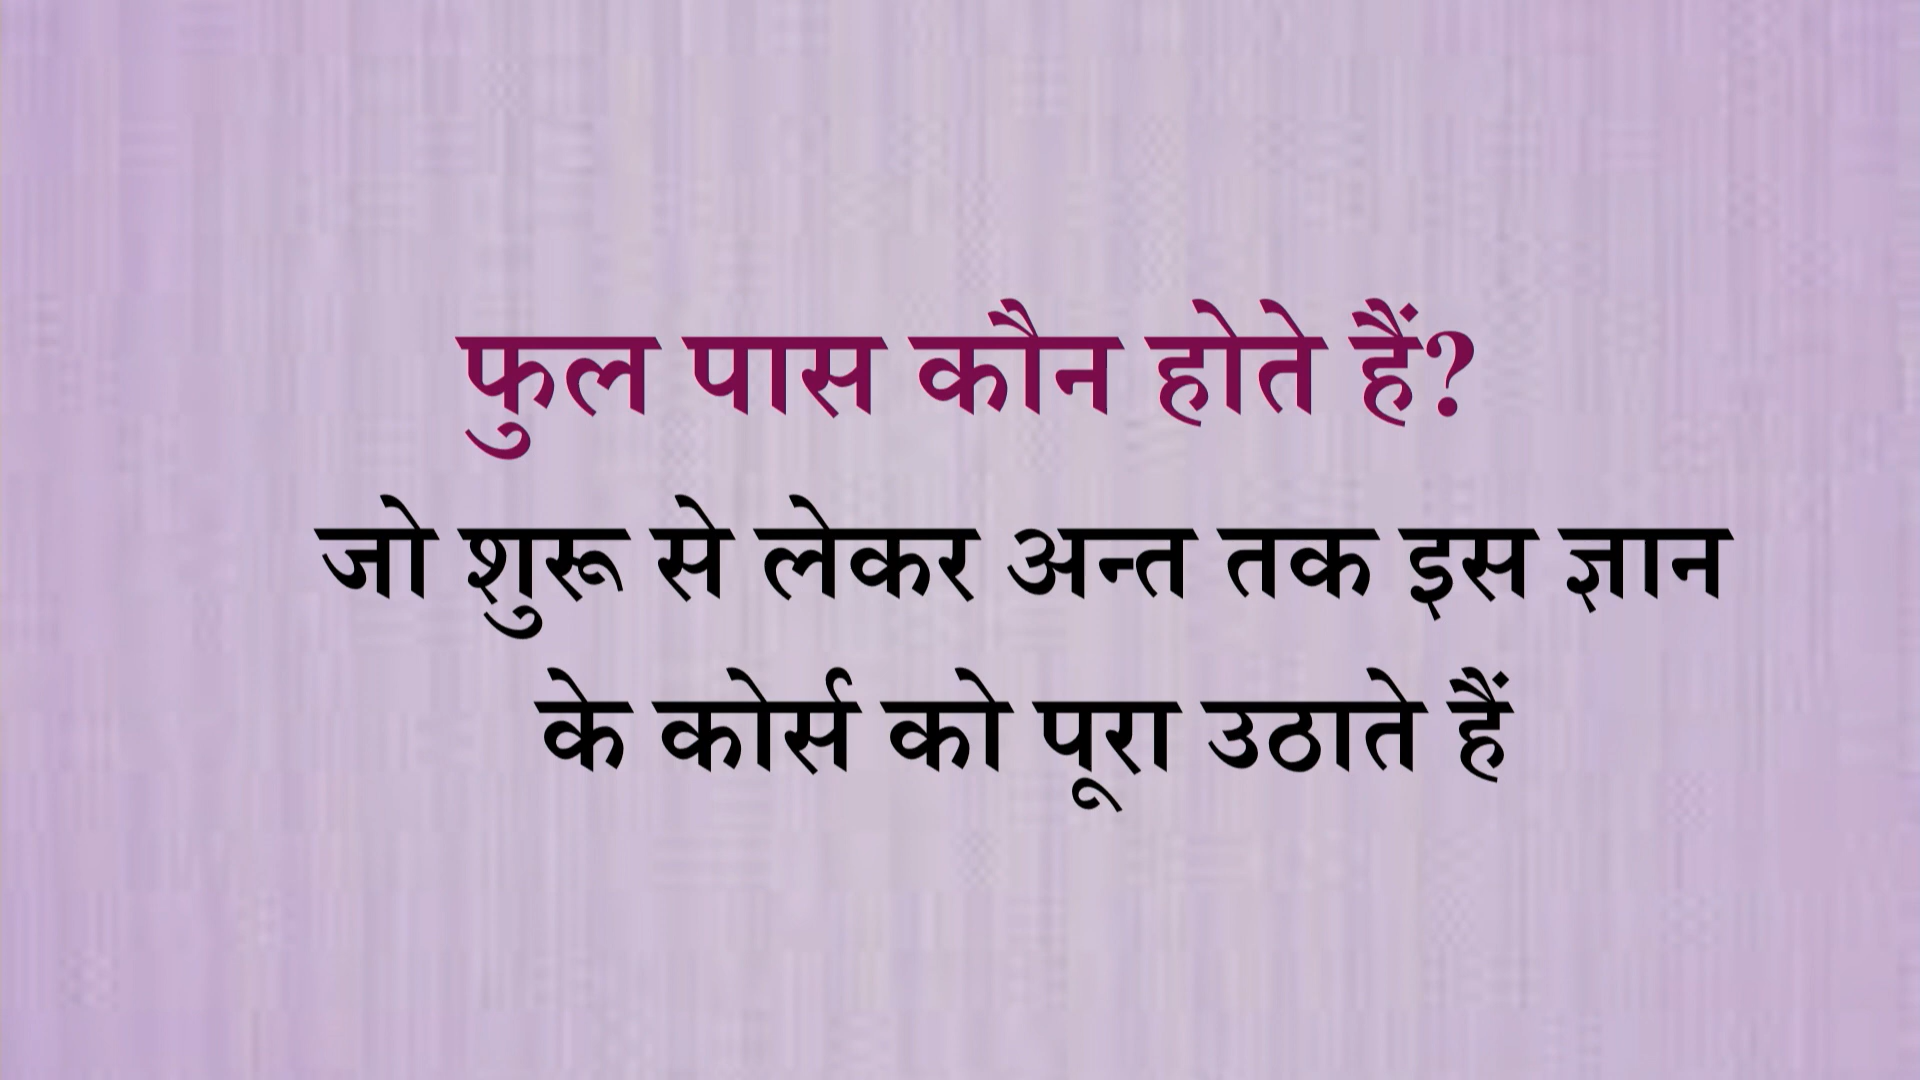 फुल पास कौन होते हैं?
जो शुरू से लेकर अन्त तक इस ज्ञान
के कोर्स को पूरा उठाते हैं